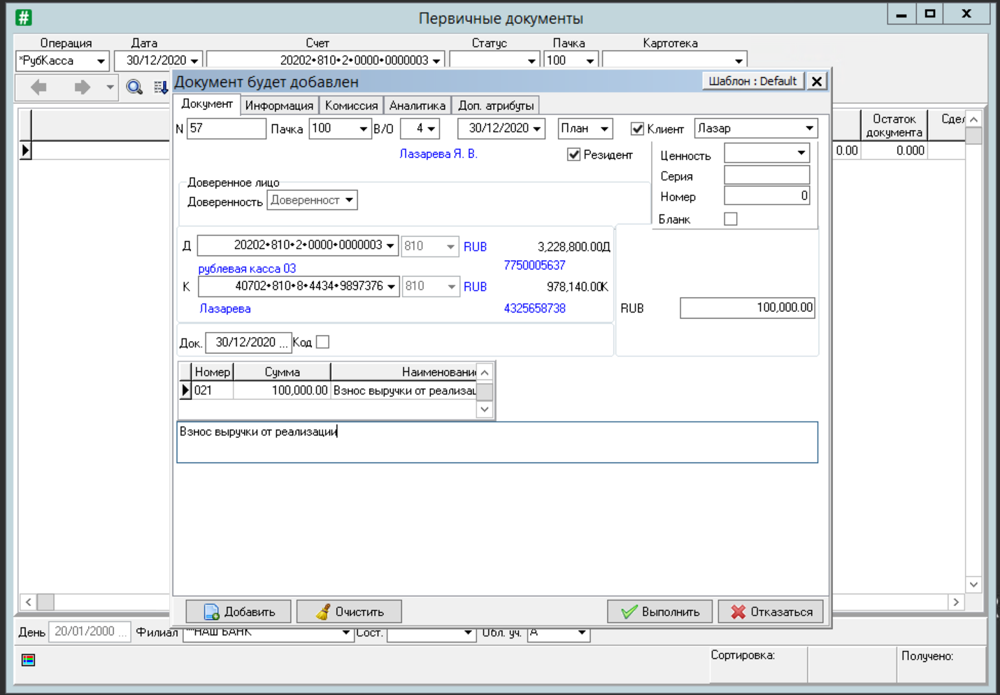 Первичные документы
Операция Дата Счет Статус Пачка Картотека
*РубКасса 30/12/2020 20202•810•2•0000•0000003 100
Документ будет добавлен Шаблон : Default
Документ Информация Комиссия Аналитика Доп. атрибуты
N 57 Пачка 100 В/О 4 30/12/2020 План Клиент Лазар
Лазарева Я. В. Резидент
Ценность
Серия
Номер 0
Бланк
Доверенное лицо
Доверенность Доверенност
Д 20202•810•2•0000•0000003 810 RUB 3,228,800.00Д
рублевая касса 03 7750005637
К 40702•810•8•4434•9897376 810 RUB 978,140.00К
Лазарева 4325658738 RUB 100,000.00
Док. 30/12/2020 ... Код
Номер Сумма Наименовани
021 100,000.00 Взнос выручки от реализац
Взнос выручки от реализации
Остаток документа Сдел
0.00 0.000
Добавить Очистить Выполнить Отказаться
День 20/01/2000 ... Филиал **НАШ БАНК Сост. Обл. уч. А
Сортировка: Получено: